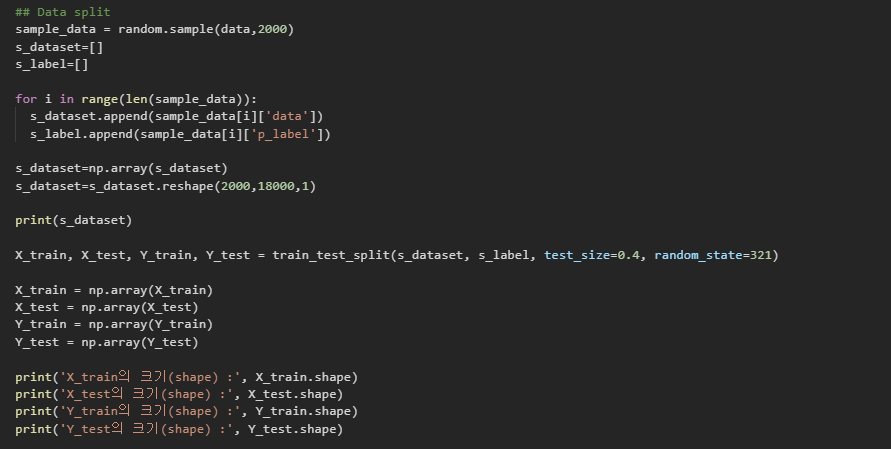 ## Data split
sample_data = random.sample(data,2000)
s_dataset=[]
s_label=[]
for i in range(len(sample_data)):
  s_dataset.append(sample_data[i]['data'])
  s_label.append(sample_data[i]['p_label'])
s_dataset=np.array(s_dataset)
s_dataset=s_dataset.reshape(2000,18000,1)
print(s_dataset)
X_train, X_test, Y_train, Y_test = train_test_split(s_dataset, s_label, test_size=0.4, random_state=321)
X_train = np.array(X_train)
X_test = np.array(X_test)
Y_train = np.array(Y_train)
Y_test = np.array(Y_test)
print('X_train의 크기(shape) :', X_train.shape)
print('X_test의 크기(shape) :', X_test.shape)
print('Y_train의 크기(shape) :', Y_train.shape)
print('Y_test의 크기(shape) :', Y_test.shape)